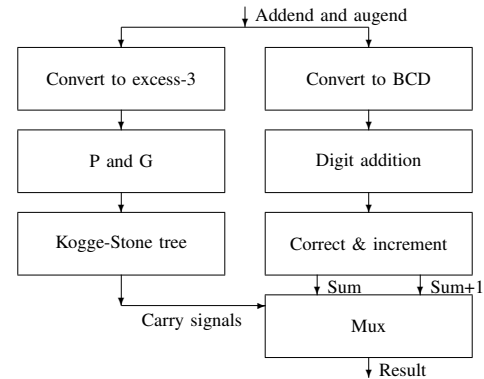 Addend and augend
Convert to excess-3
Convert to BCD
P and G
Digit addition
Kogge-Stone tree
Correct & increment
Sum
Sum+1
Carry signals
Mux
Result